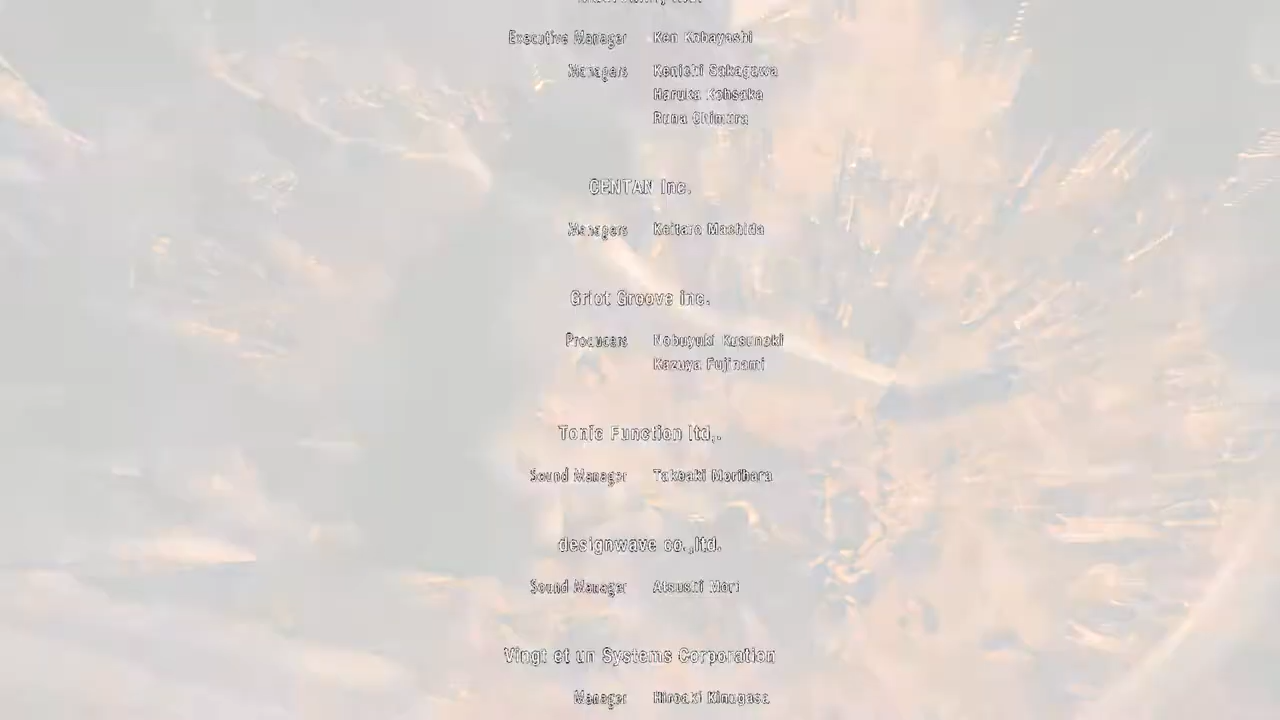 Executive Manager Ken Kobayashi
Managers Kenichi Sakagawa
Haruka Kohsaka
Runa Chimura
CENTAN Inc.
Managers Keitaro Machida
Griot Groove inc.
Producers Nobuyuki Kusunoki
Kazuya Fujinami
Tonic Function ltd,.
Sound Manager Takeaki Morihara
designwave co.,ltd.
Sound Manager Atsushi Mori
Vingt et un Systems Corporation
Manager Hiroaki Kinugasa